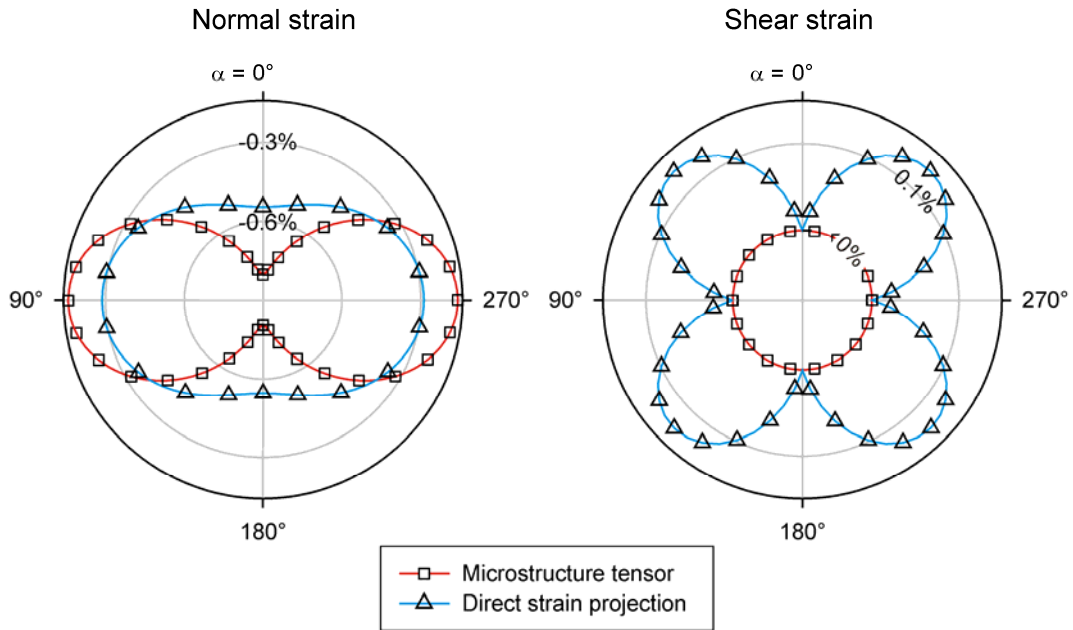 Normal strain
Shear strain
α = 0°
α = 0°
-0.3%
-0.6%
0.1%
0%
90°
270°
90°
270°
180°
180°
Microstructure tensor
Direct strain projection